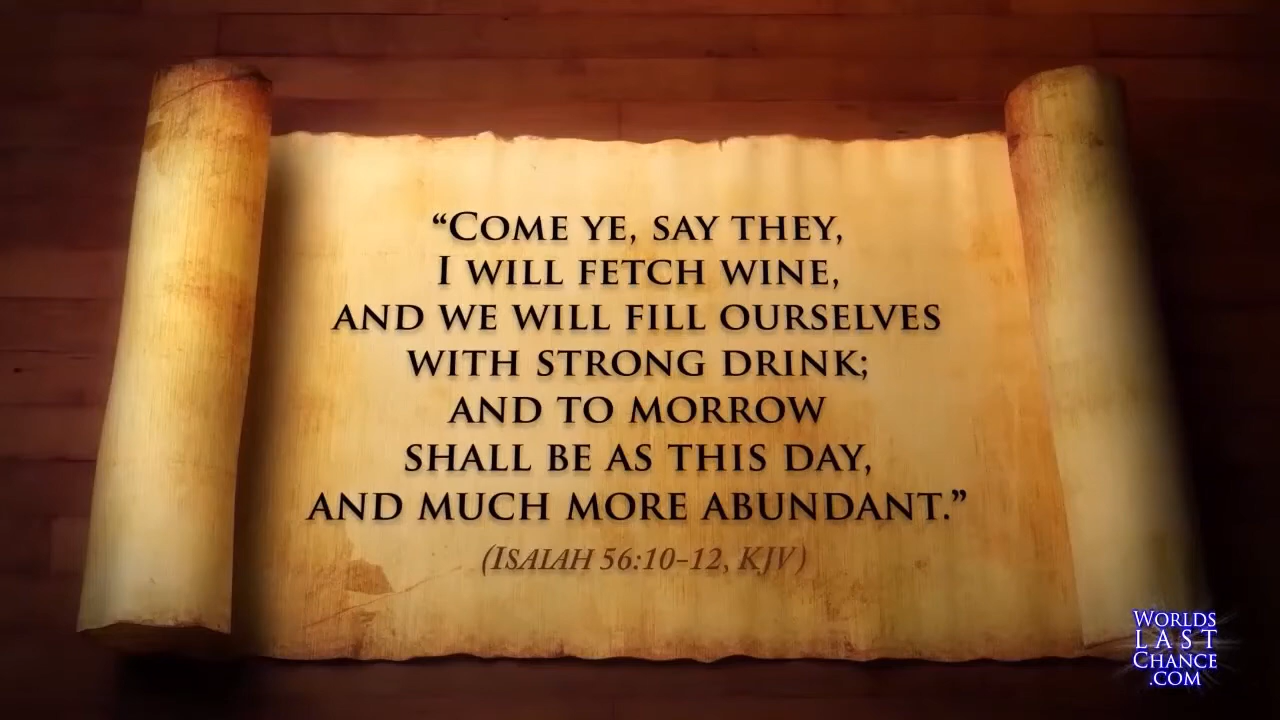 “Come ye, say they,
I will fetch wine,
and we will fill ourselves
with strong drink;
and to morrow
shall be as this day,
and much more abundant.”
(Isaiah 56:10–12, KJV)
Worlds
Last
Chance
.com